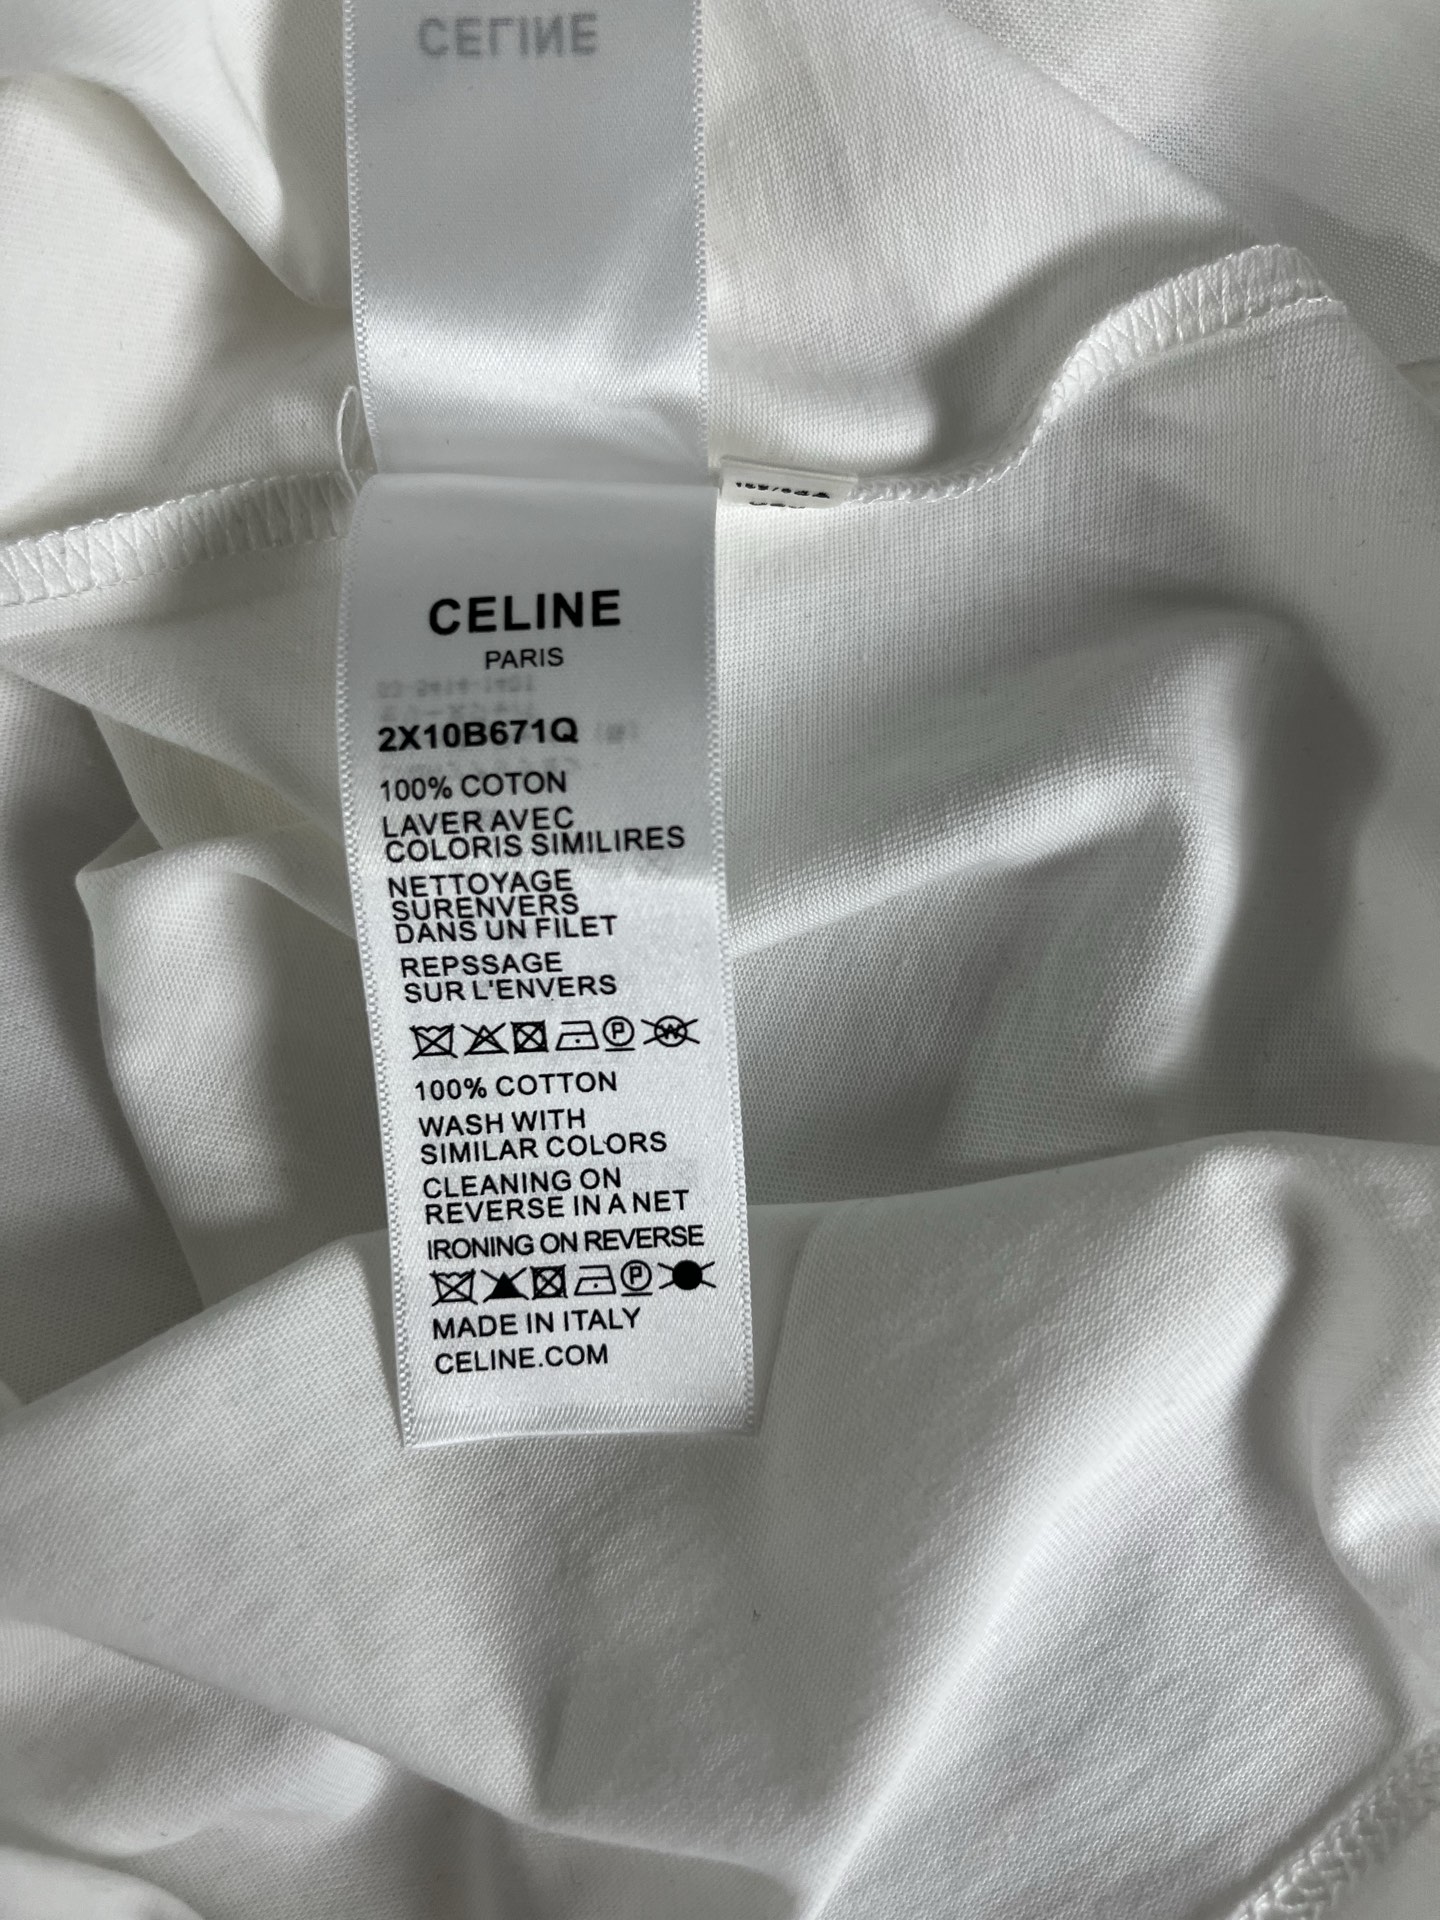 CELINE
CELINE
PARIS
2X10B671Q
100% COTON
LAVER AVEC
COLORIS SIMILIRES
NETTOYAGE
SURENVERS
DANS UN FILET
REPSSAGE
SUR L'ENVERS
P W
100% COTTON
WASH WITH
SIMILAR COLORS
CLEANING ON
REVERSE IN A NET
IRONING ON REVERSE
P
MADE IN ITALY
CELINE.COM